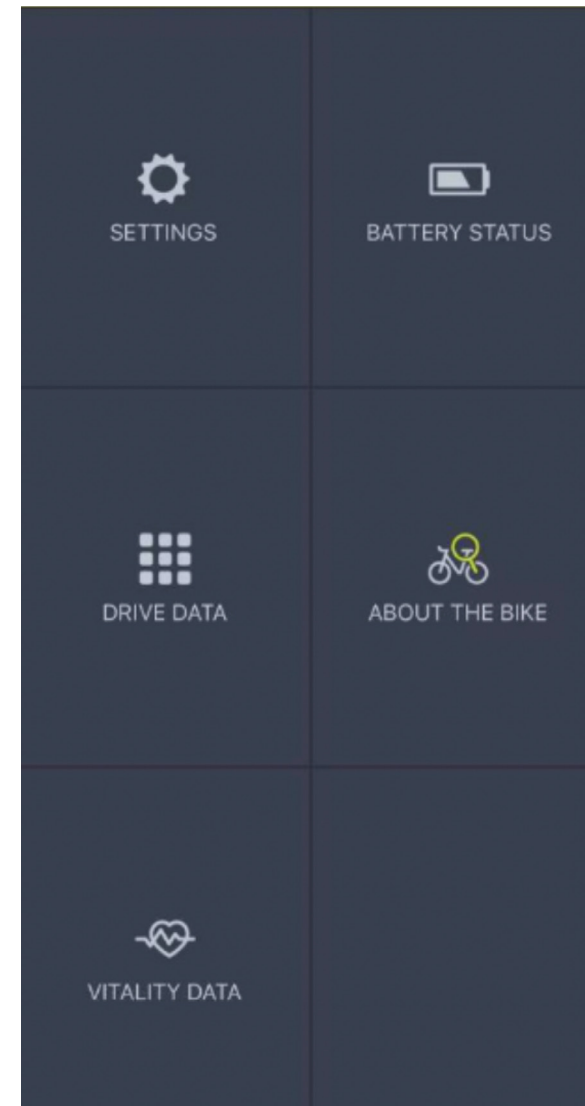 SETTINGS
BATTERY STATUS
DRIVE DATA
ABOUT THE BIKE
VITALITY DATA